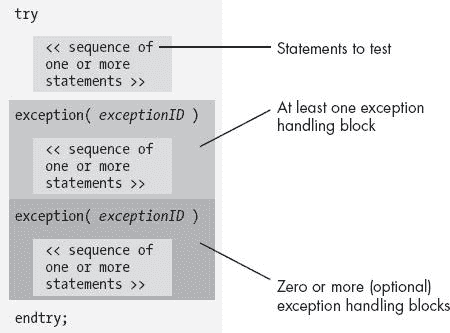 try
<< sequence of
one or more
statements >>
Statements to test
exception( exceptionID )
At least one exception
handling block
<< sequence of
one or more
statements >>
exception( exceptionID )
<< sequence of
one or more
statements >>
Zero or more (optional)
exception handling blocks
endtry;